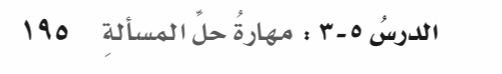 الدرسُ ٥-٣ : مهارةُ حلِّ المسألةِ ١٩٥